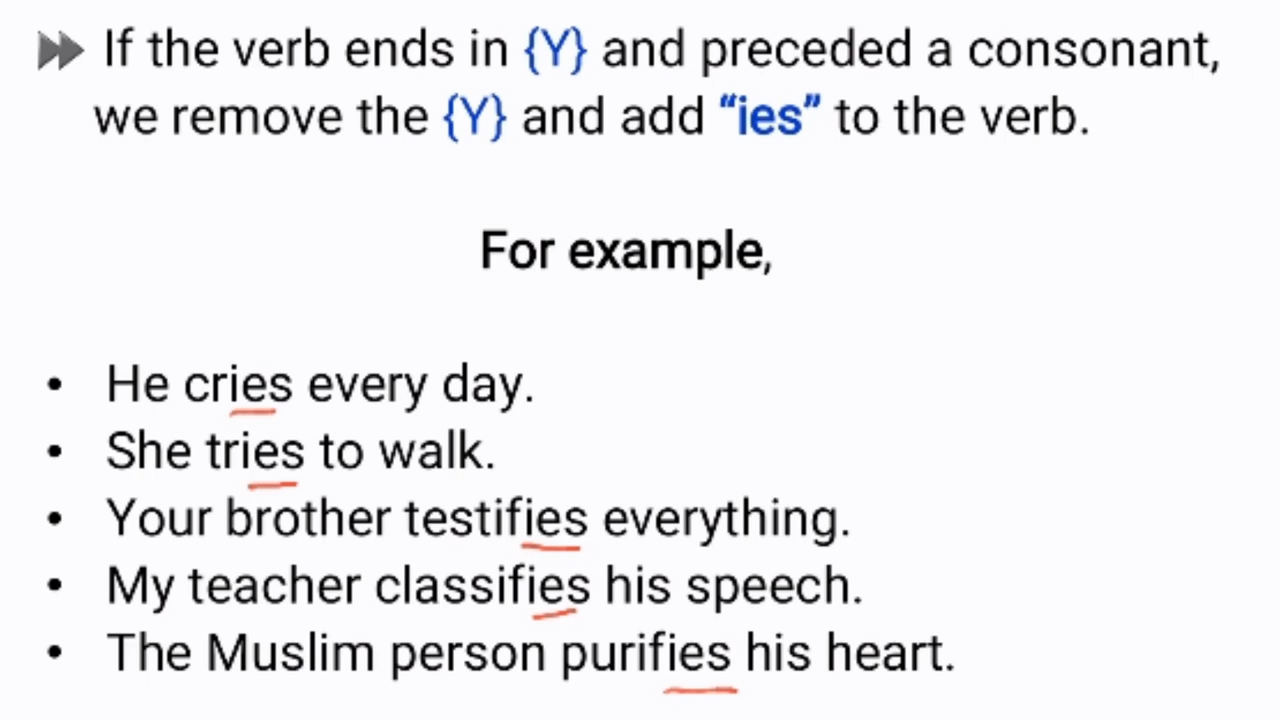 If the verb ends in {Y} and preceded a consonant,
we remove the {Y} and add “ies” to the verb.
For example,
• He cries every day.
• She tries to walk.
• Your brother testifies everything.
• My teacher classifies his speech.
• The Muslim person purifies his heart.